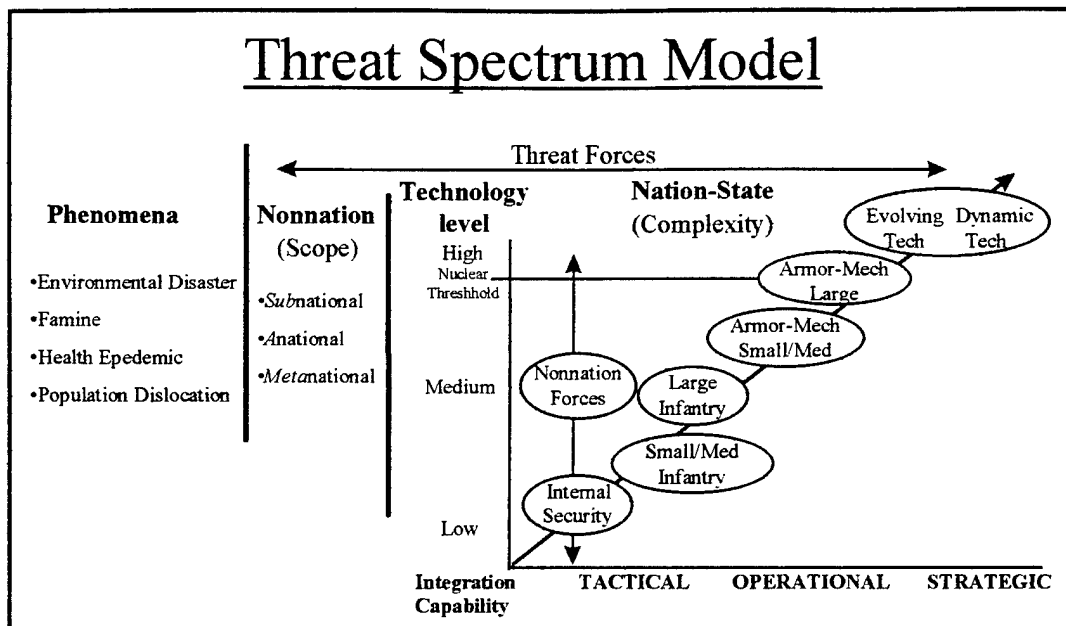 Threat Spectrum Model
Threat Forces
Phenomena
•Environmental Disaster
•Famine
•Health Epedemic
•Population Dislocation
Nonnation
(Scope)
•Subnational
•Anational
•Metanational
Technology
level
High
Nuclear
Threshhold
Medium
Low
Nation-State
(Complexity)
Evolving Dynamic
Tech Tech
Armor-Mech
Large
Armor-Mech
Small/Med
Nonnation
Forces
Large
Infantry
Small/Med
Infantry
Internal
Security
Integration
Capability
TACTICAL OPERATIONAL STRATEGIC